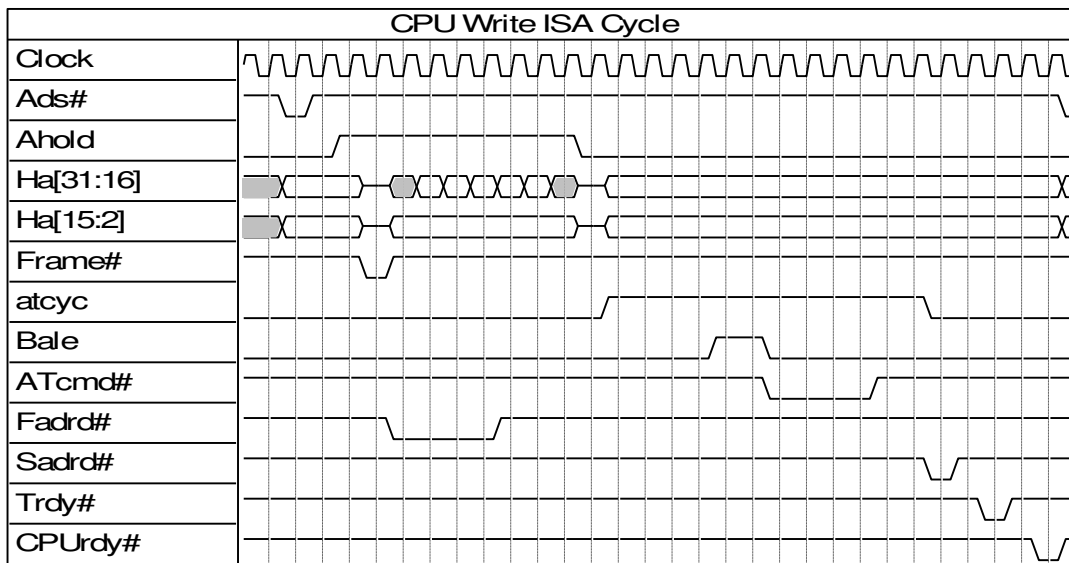 CPU Write ISA Cycle
Clock
Ads#
Ahold
Ha[31:16]
Ha[15:2]
Frame#
atcyc
Bale
ATcmd#
Fadrd#
Sadrd#
Trdy#
CPUrdy#